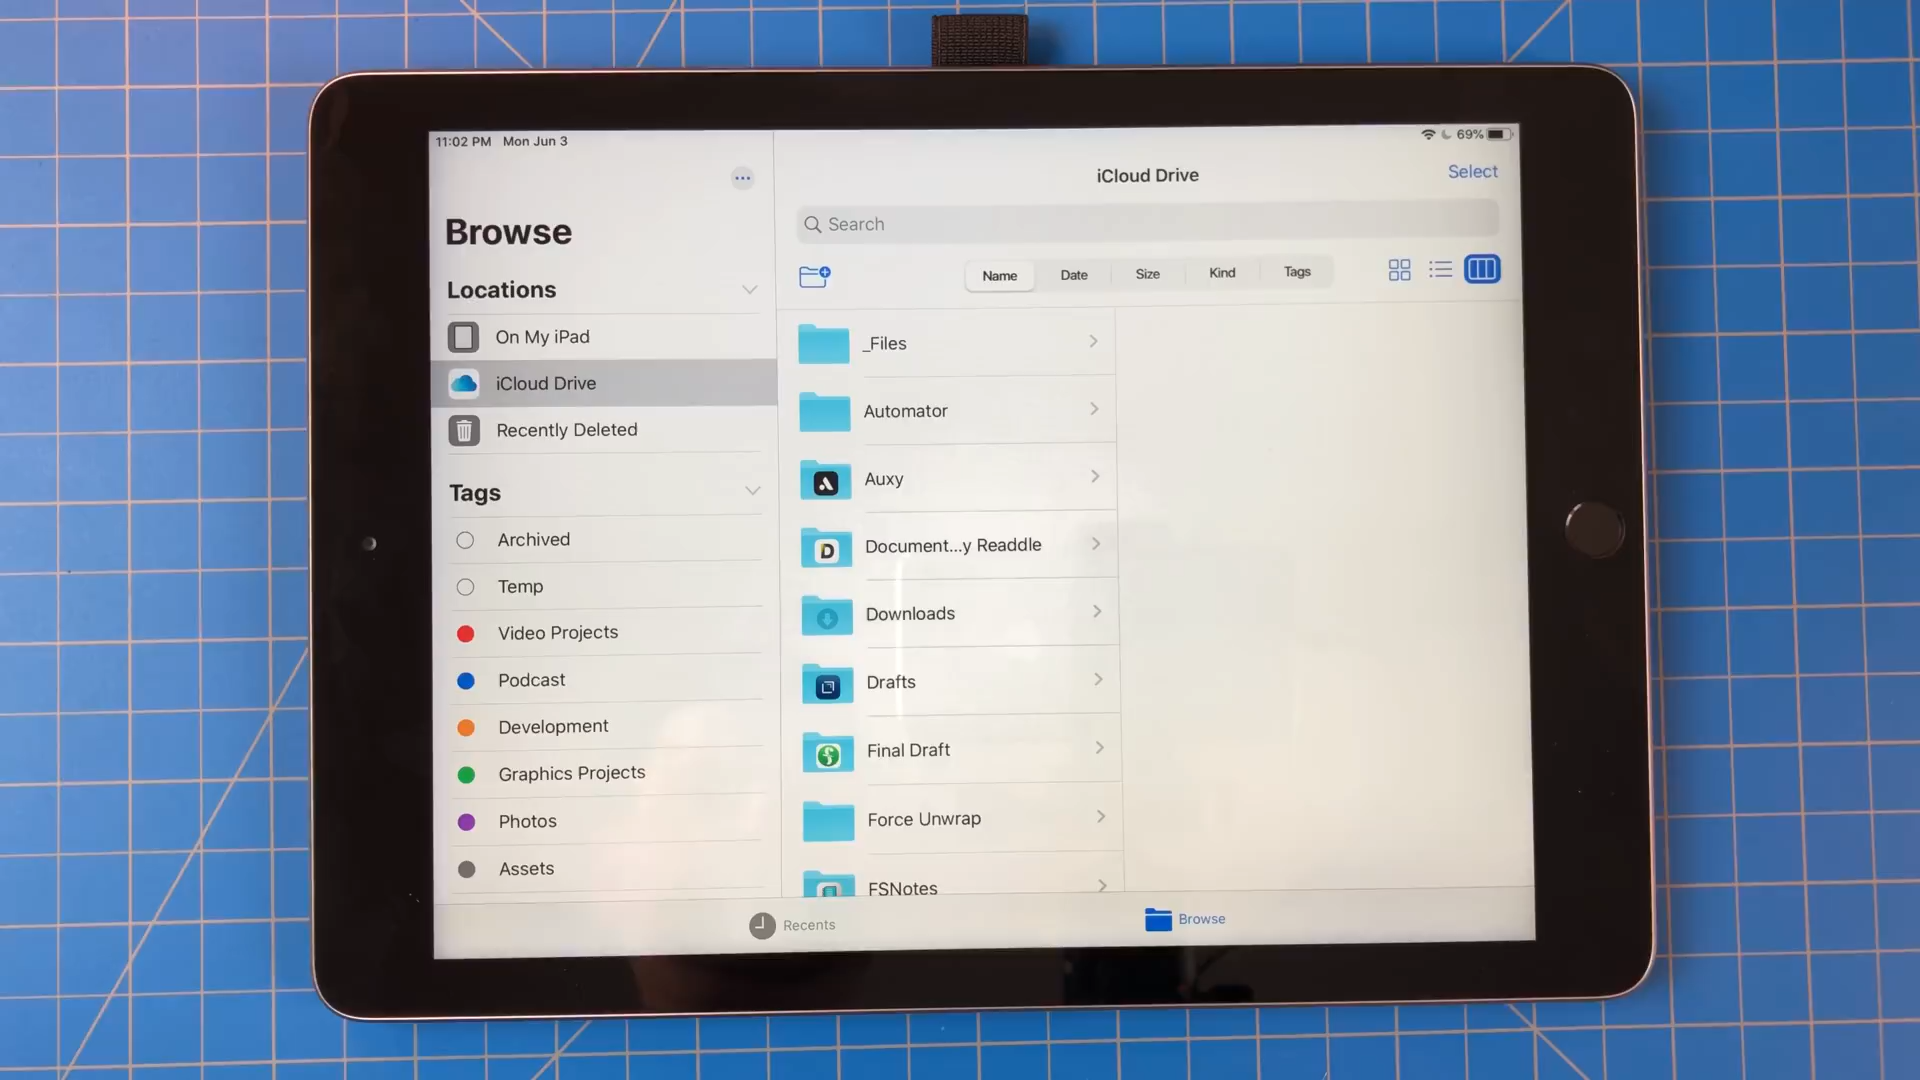 11:02 PM Mon Jun 3
69%
Browse
Locations
On My iPad
iCloud Drive
Recently Deleted
Tags
Archived
Temp
Video Projects
Podcast
Development
Graphics Projects
Photos
Assets
iCloud Drive
Select
Search
Name Date Size Kind Tags
_Files
Automator
Auxy
Document...y Readdle
D
Downloads
Drafts
Final Draft
Force Unwrap
FSNotes
Recents
Browse